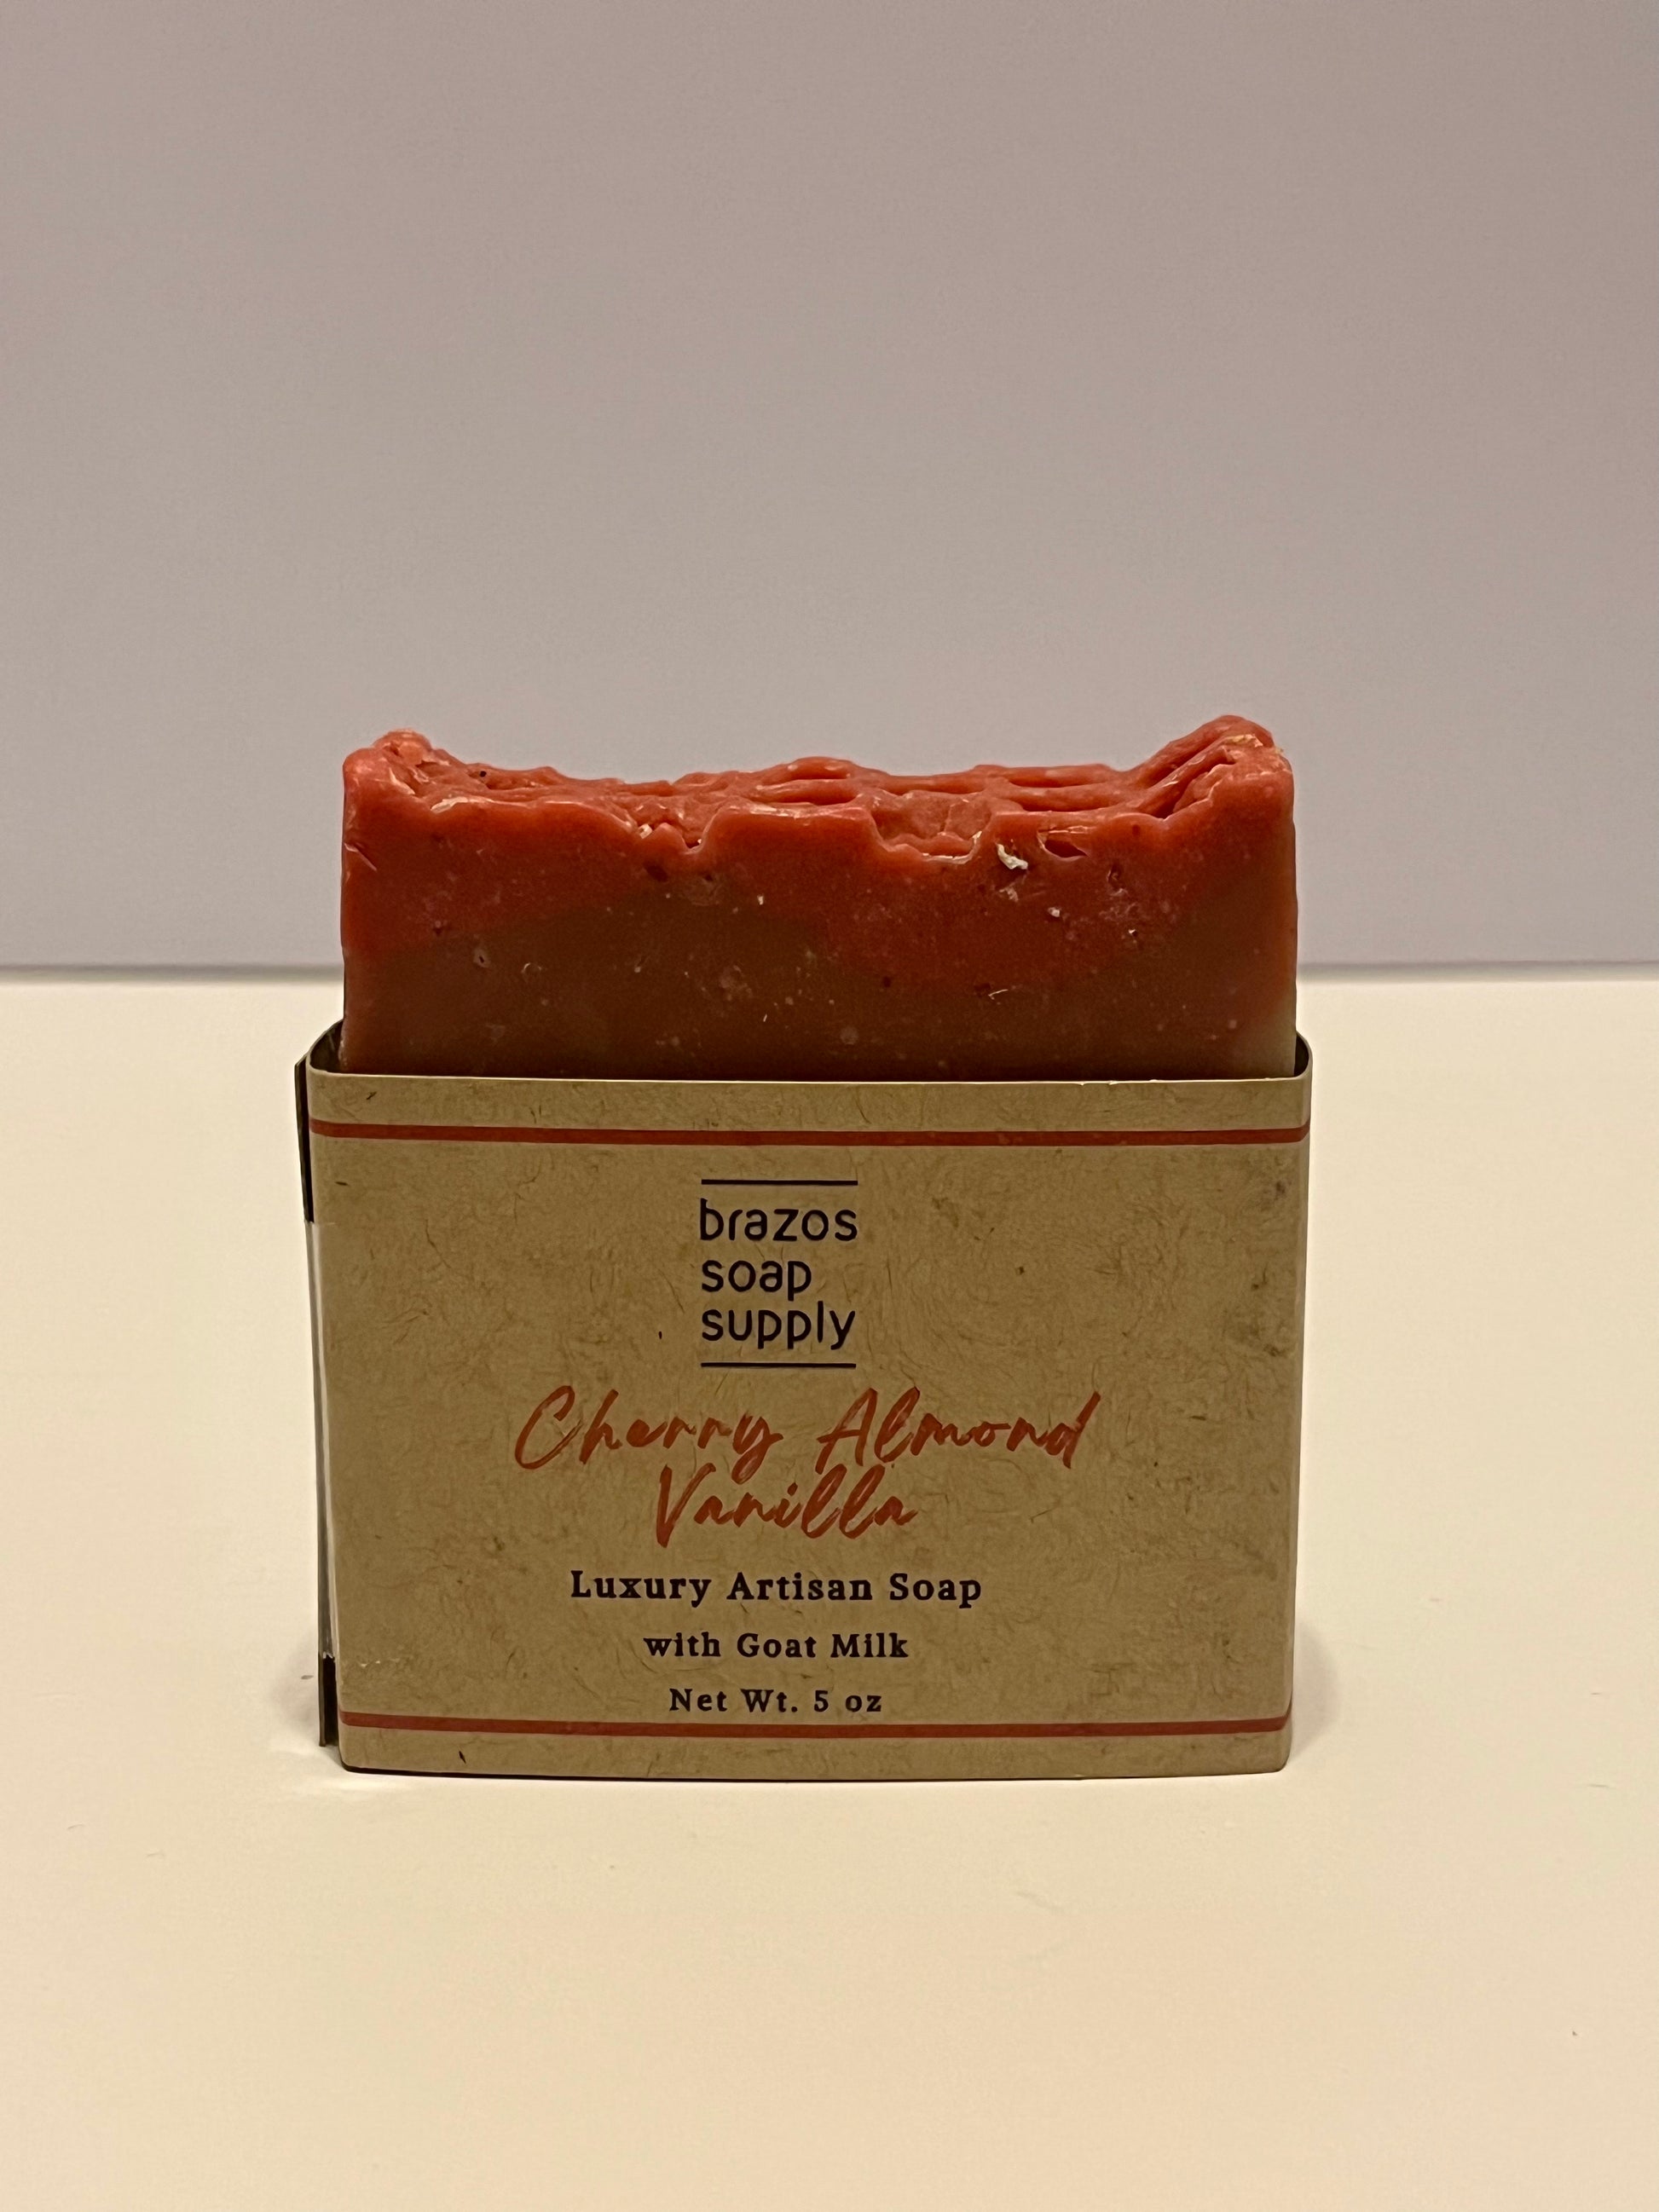 brazos
soap
supply
Cherry Almond
Vanilla
Luxury Artisan Soap
with Goat Milk
Net Wt. 5 oz